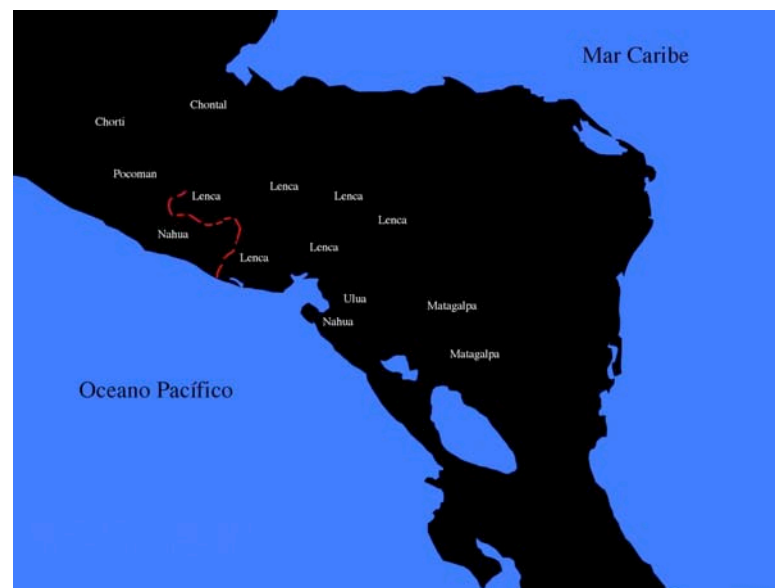 Mar Caribe
Chontal
Chorti
Pocoman
Lenca
Lenca
Lenca
Lenca
Nahua
Lenca
Lenca
Ulua
Matagalpa
Nahua
Matagalpa
Oceano Pacífico